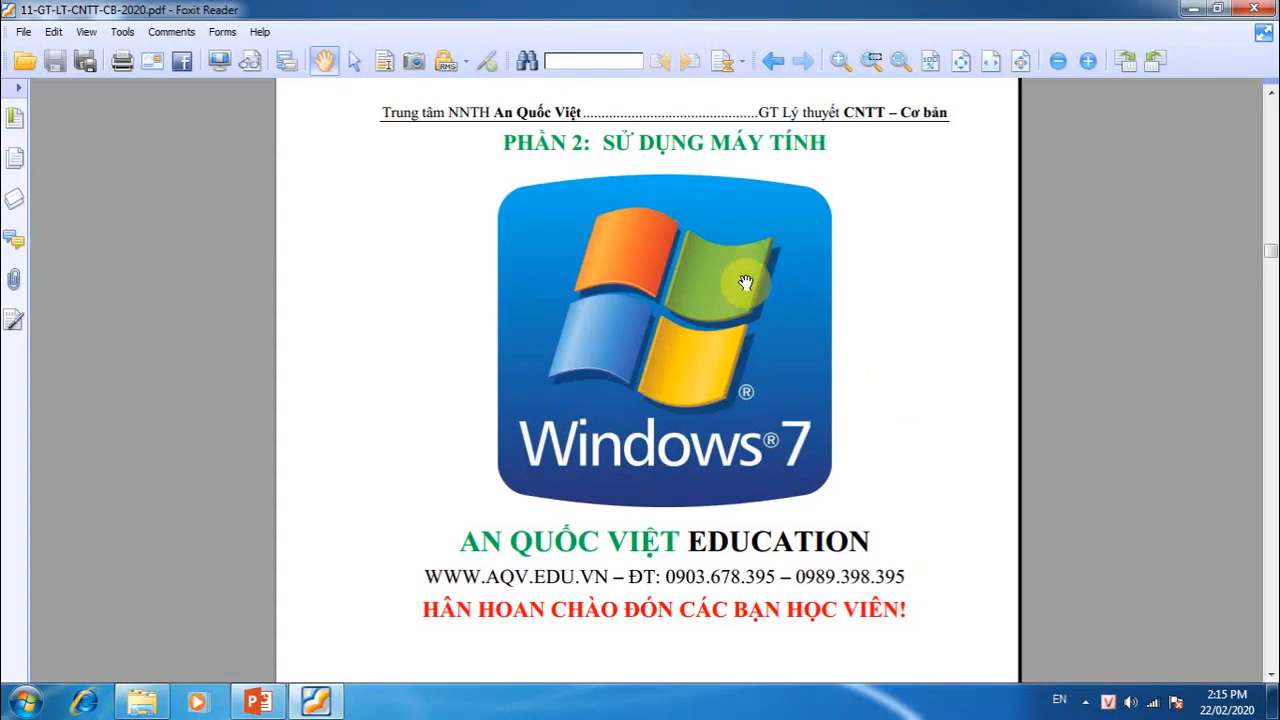 11-GT-LT-CNTT-CB-2020.pdf - Foxit Reader
File Edit View Tools Comments Forms Help
Trung tâm NNTH An Quốc Việt...............................................GT Lý thuyết CNTT – Cơ bản
PHẦN 2: SỬ DỤNG MÁY TÍNH
®
Windows®7
AN QUỐC VIỆT EDUCATION
WWW.AQV.EDU.VN – ĐT: 0903.678.395 – 0989.398.395
HÂN HOAN CHÀO ĐÓN CÁC BẠN HỌC VIÊN!
EN
2:15 PM
22/02/2020